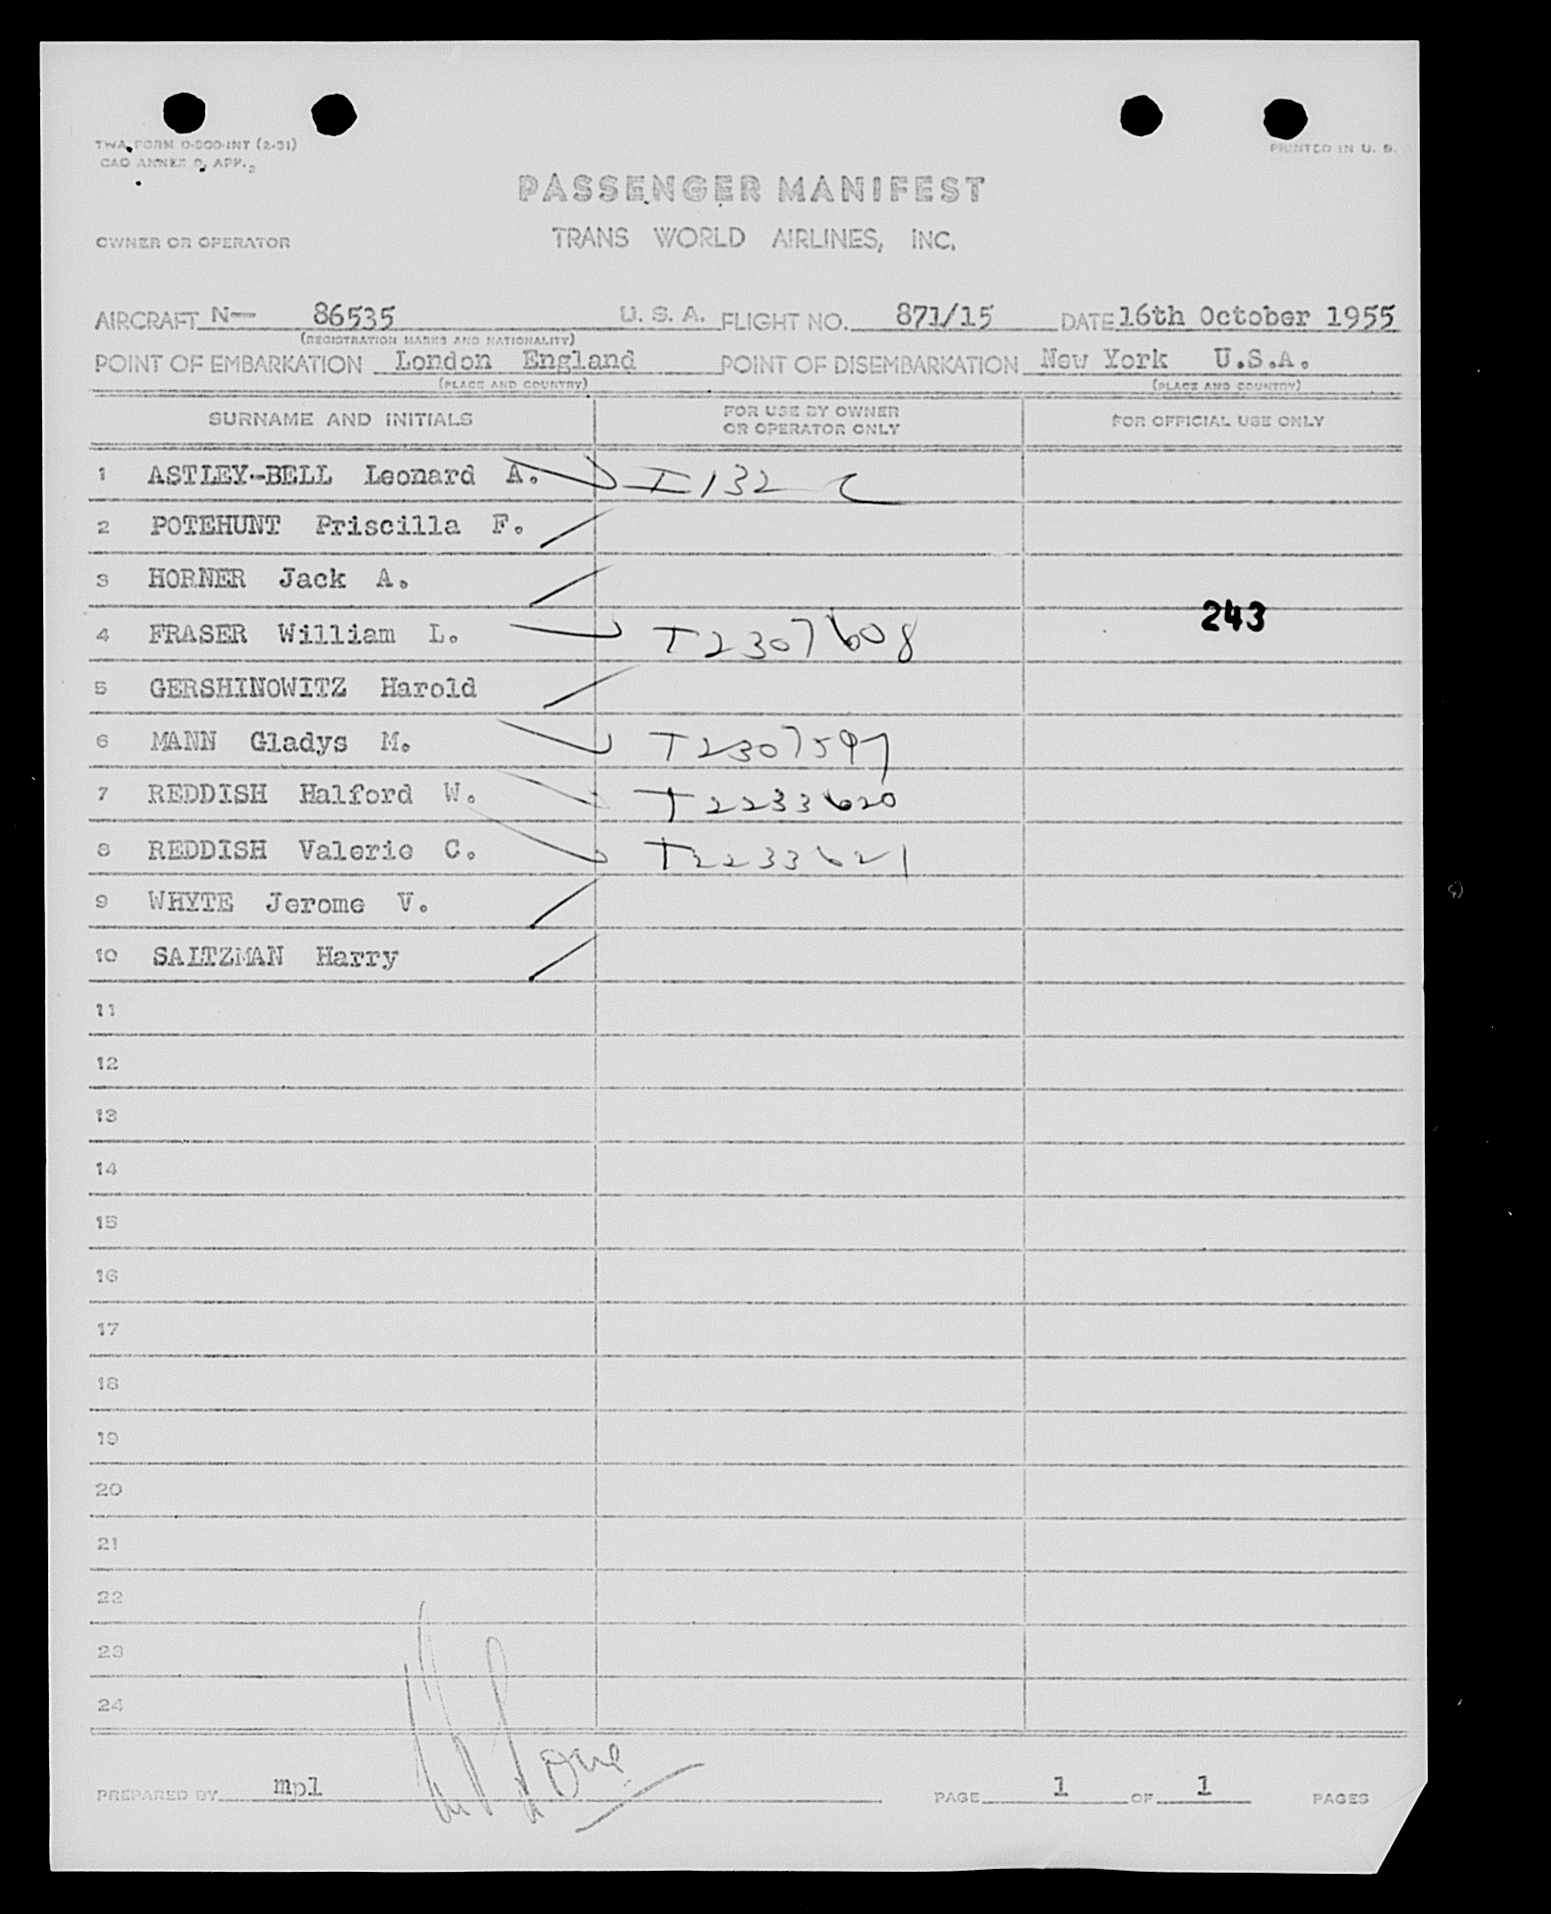 TWA FORM O-800-INT (2-51)
PRINTED IN U. S.
ICAO ANNEX 9, APP. 2
PASSENGER MANIFEST
OWNER OR OPERATOR TRANS WORLD AIRLINES, INC.
AIRCRAFT N- 86535 U. S. A. FLIGHT NO. 871/15 DATE 16th October 1955
(REGISTRATION MARKS AND NATIONALITY)
POINT OF EMBARKATION London England POINT OF DISEMBARKATION New York U.S.A.
(PLACE AND COUNTRY) (PLACE AND COUNTRY)
SURNAME AND INITIALS FOR USE BY OWNER OR OPERATOR ONLY FOR OFFICIAL USE ONLY
1 ASTLEY-BELL Leonard A. I 132 c
2 POTEHUNT Priscilla F.
3 HORNER Jack A.
243
4 FRASER William L. T2307608
5 GERSHINOWITZ Harold
6 MANN Gladys M. T2307597
7 REDDISH Halford W. T2233620
8 REDDISH Valerie C. T2233621
9 WHYTE Jerome V.
10 SALTZMAN Harry
11
12
13
14
15
16
17
18
19
20
21
22
23
24
PREPARED BY mpl PAGE 1 OF 1 PAGES